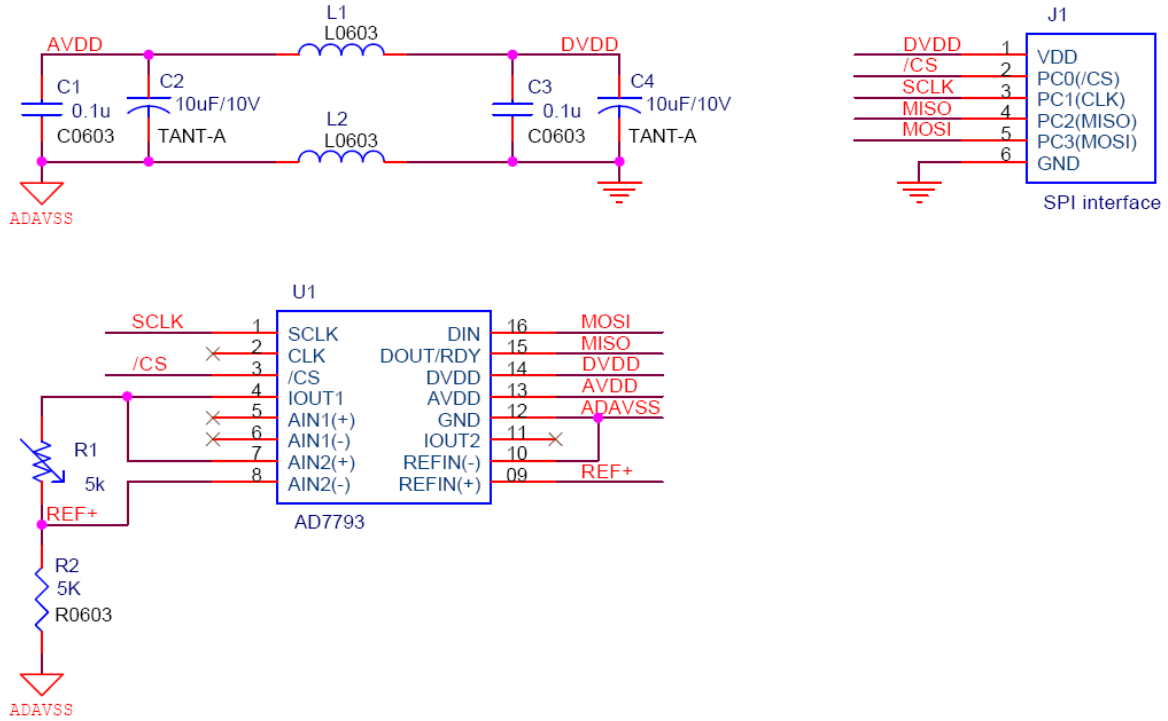 L1
L0603
AVDD
DVDD
C1
0.1u
C0603
C2
10uF/10V
TANT-A
C3
0.1u
C0603
C4
10uF/10V
TANT-A
L2
L0603
ADAVSS
J1
DVDD 1 VDD
/CS 2 PC0(/CS)
SCLK 3 PC1(CLK)
MISO 4 PC2(MISO)
MOSI 5 PC3(MOSI)
6 GND
SPI interface
U1
SCLK 1 SCLK DIN 16 MOSI
2 CLK DOUT/RDY 15 MISO
/CS 3 /CS DVDD 14 DVDD
4 IOUT1 AVDD 13 AVDD
5 AIN1(+) GND 12 ADAVSS
6 AIN1(-) IOUT2 11
7 AIN2(+) REFIN(-) 10
8 AIN2(-) REFIN(+) 09 REF+
AD7793
R1
5k
REF+
R2
5K
R0603
ADAVSS